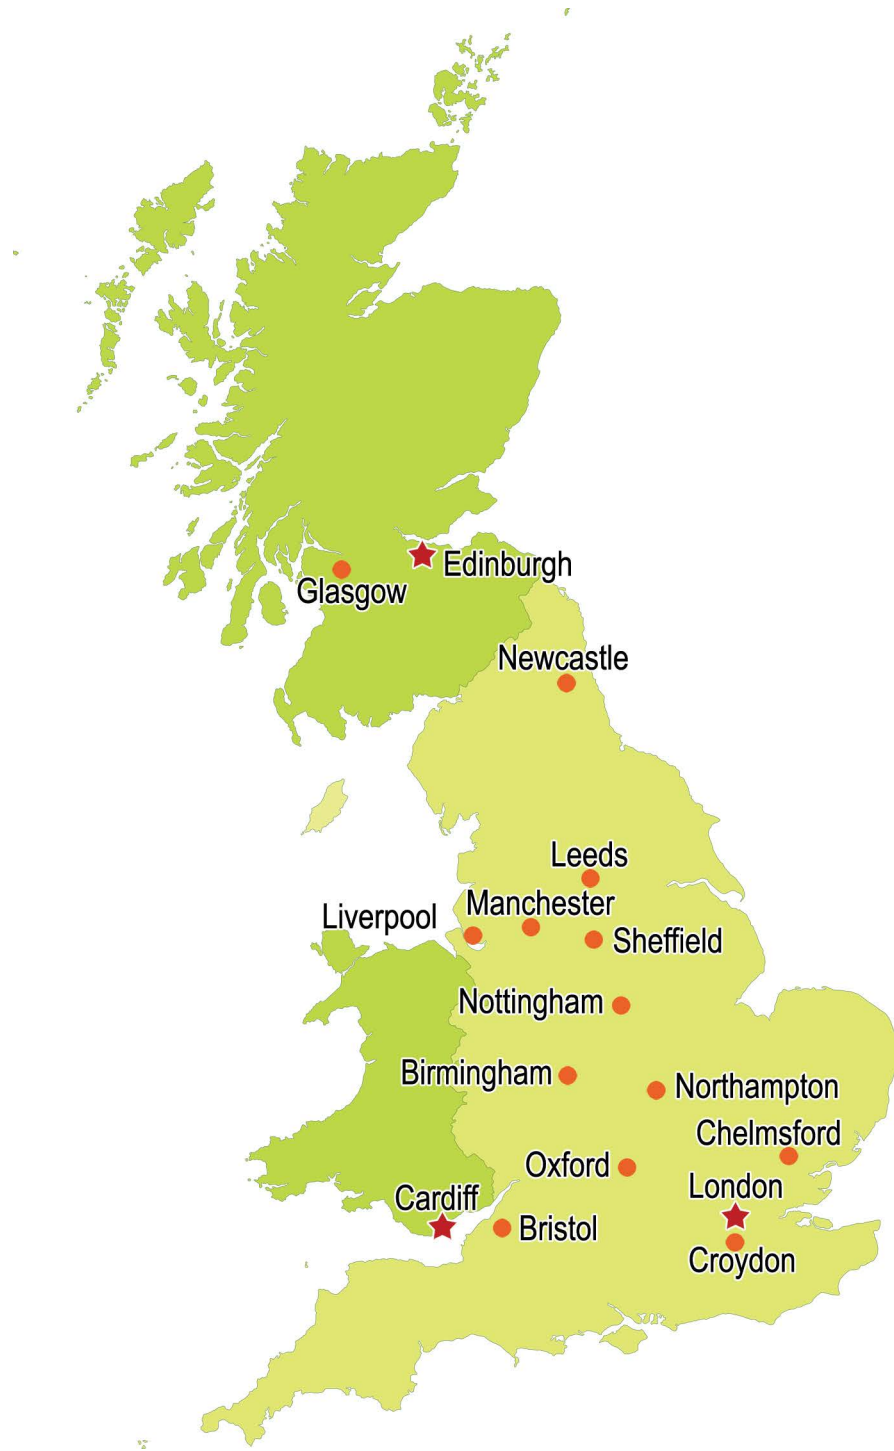 Edinburgh
Glasgow
Newcastle
Leeds
Manchester
Liverpool
Sheffield
Nottingham
Birmingham
Northampton
Chelmsford
Oxford
London
Cardiff
Bristol
Croydon